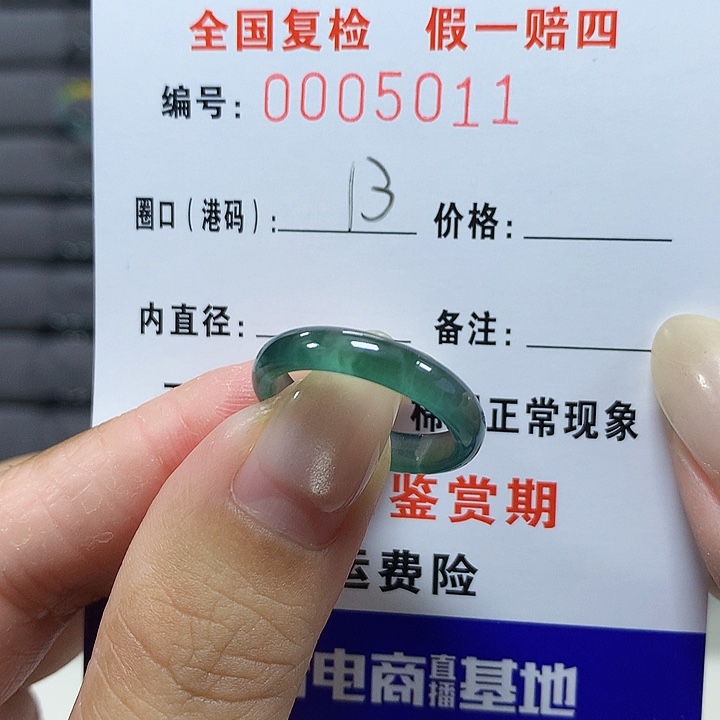 全国复检 假一赔四
编号: 0005011
圈口(港码): 13 价格:
内直径: 备注:
棉 正常现象
鉴赏期
运费险
电商直播基地